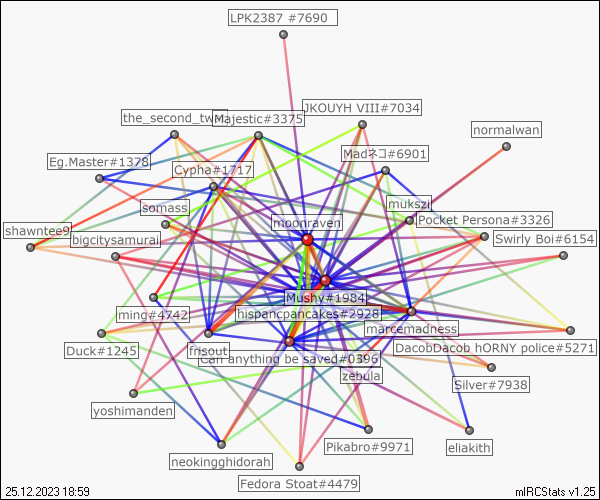 LPK2387 #7690
JKOUYH VIII#7034
the_second_tw
Majestic#3375
normalwan
Eg.Master#1378
Madネコ#6901
Cypha#1717
mukszi
somass
Pocket Persona#3326
moonraven
shawntee9
bigcitysamurai
Swirly Boi#6154
Mushy#1984
ming#4742
hispancpancakes#2928
marcemadness
Duck#1245
frisout
Can anything be saved#0396
DacobDacob hORNY police#5271
zebula
Silver#7938
yoshimanden
Pikabro#9971
eliakith
neokingghidorah
Fedora Stoat#4479
25.12.2023 18:59
mIRCStats v1.25